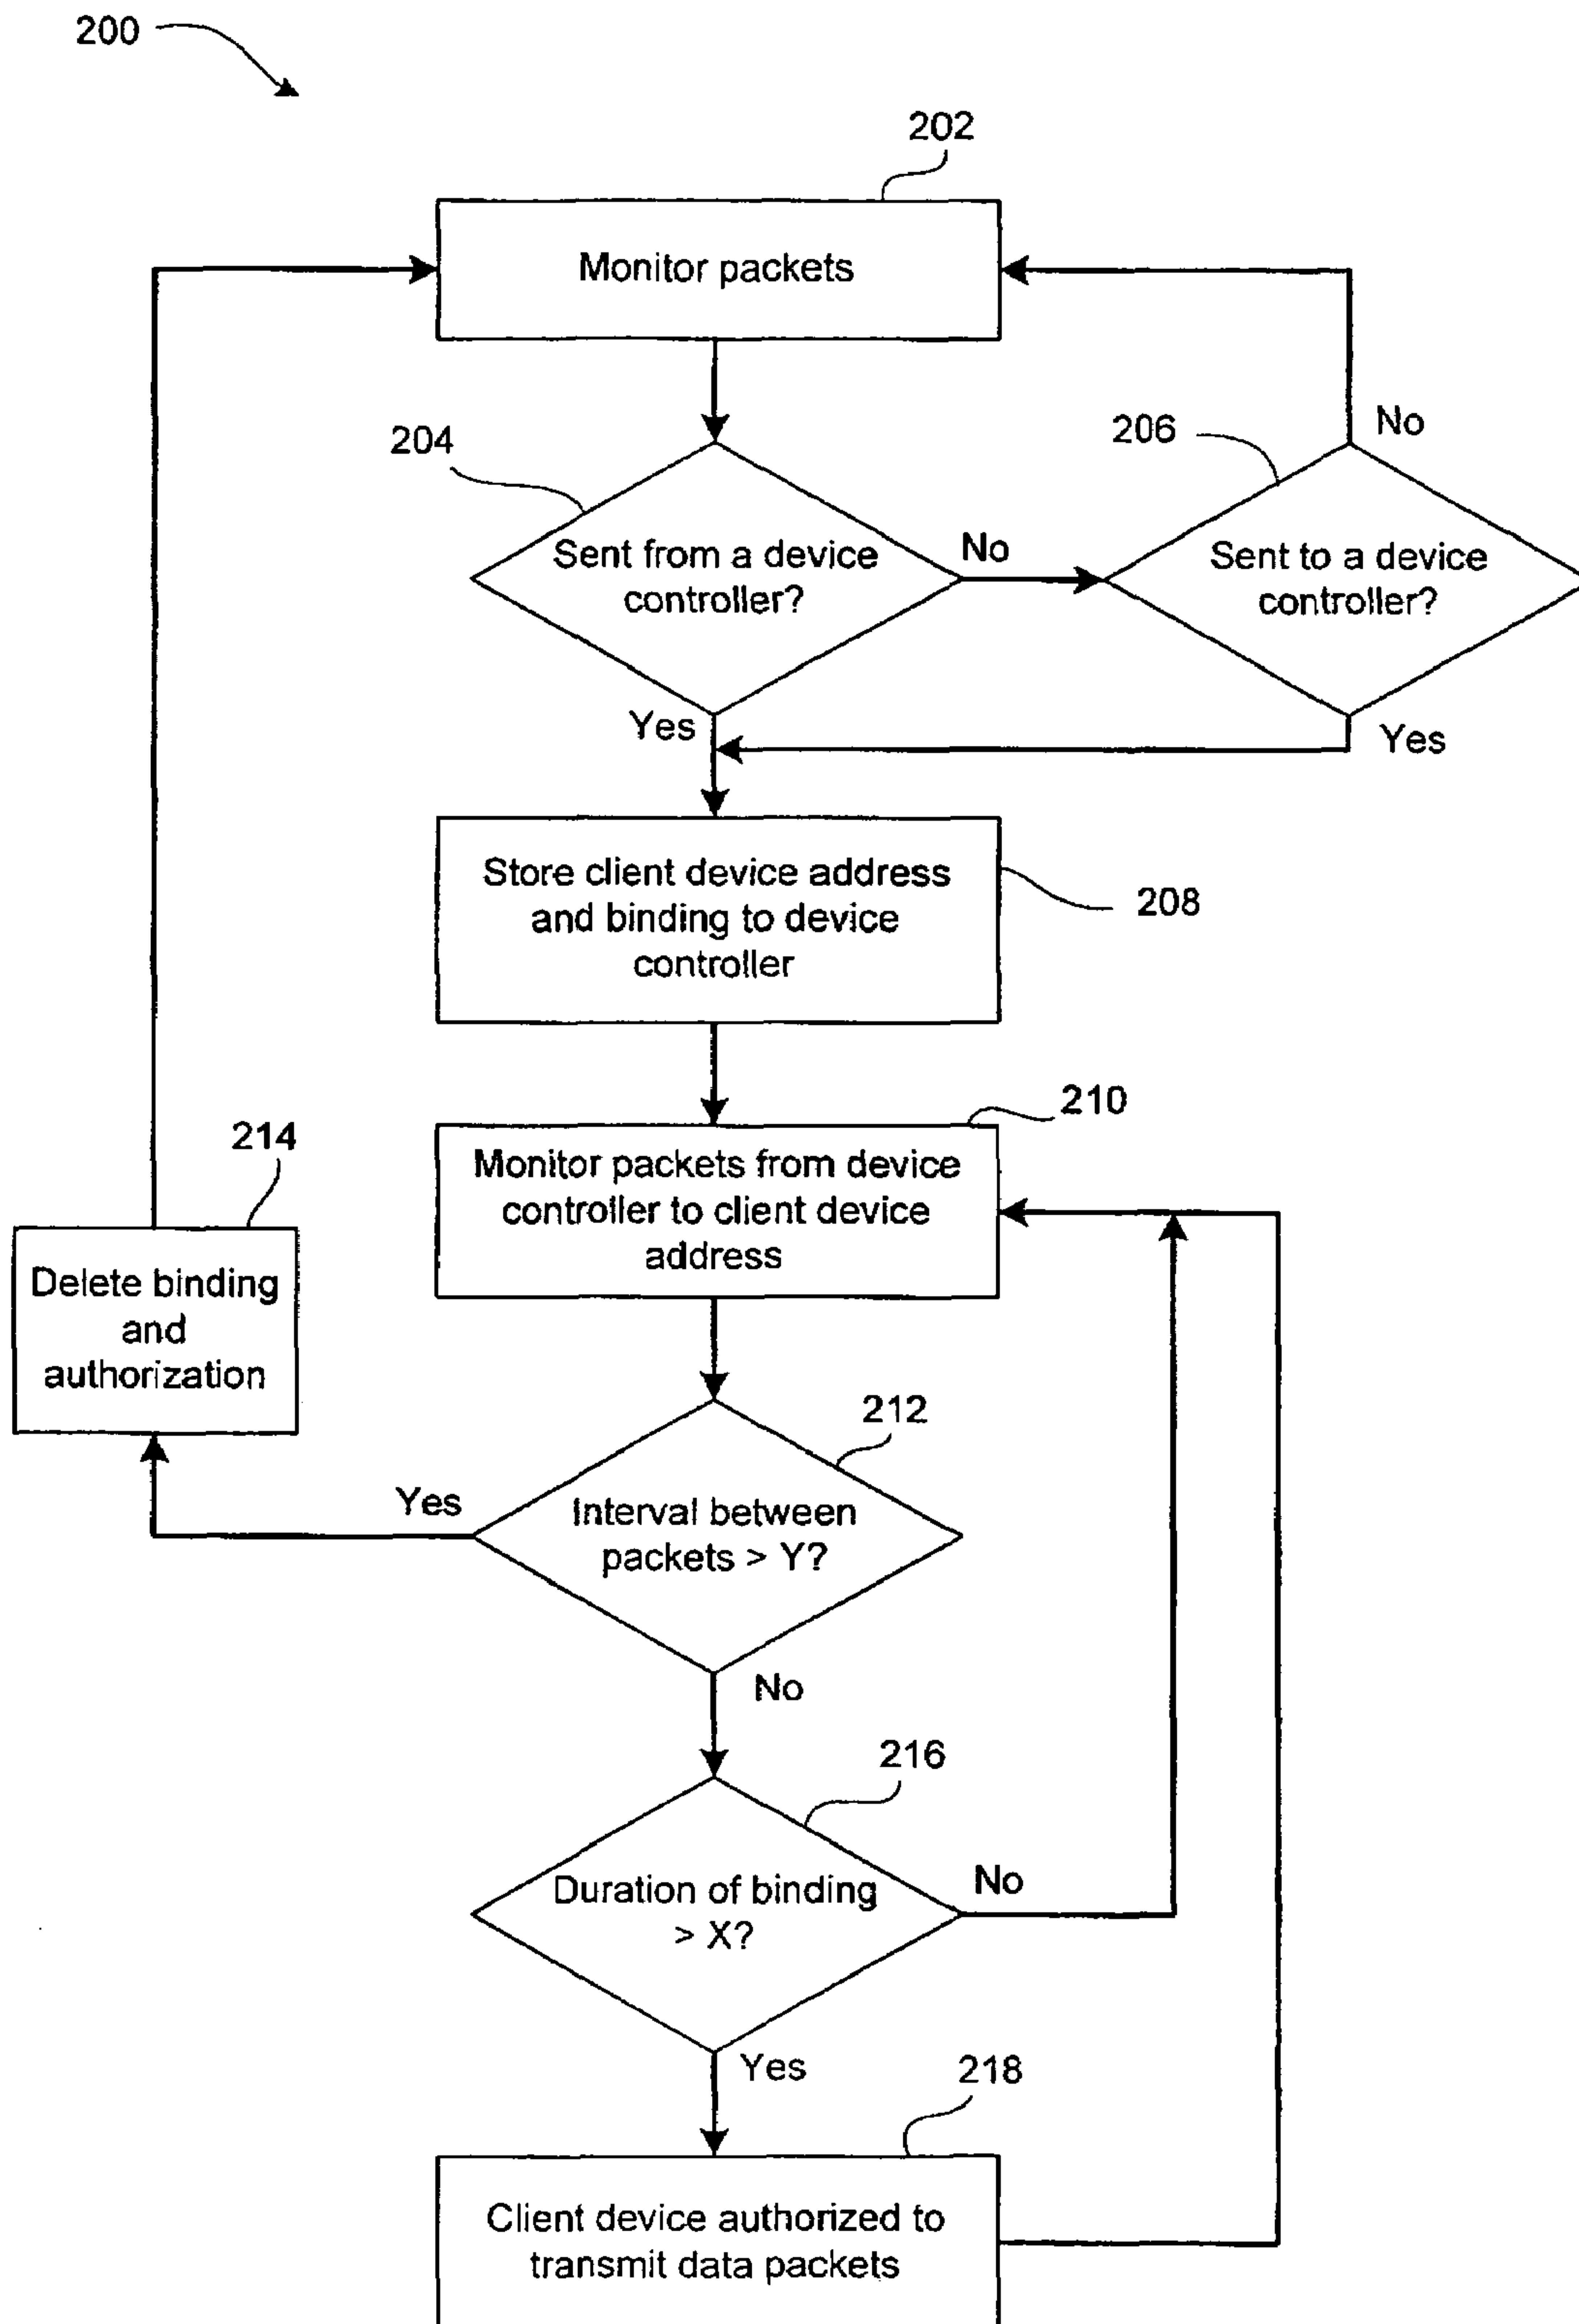 200
202
Monitor packets
204
Sent from a device
controller?
No
206
Sent to a device
controller?
No
Yes
Yes
Store client device address
and binding to device
controller
208
210
Monitor packets from device
controller to client device
address
214
Delete binding
and
authorization
212
Interval between
packets > Y?
Yes
No
216
Duration of binding
> X?
No
Yes
218
Client device authorized to
transmit data packets